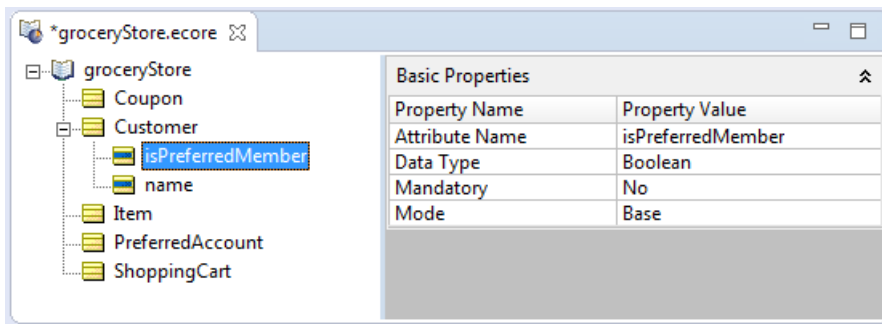 *groceryStore.ecore
groceryStore
Coupon
Customer
isPreferredMember
name
Item
PreferredAccount
ShoppingCart
Basic Properties
Property Name Property Value
Attribute Name isPreferredMember
Data Type Boolean
Mandatory No
Mode Base